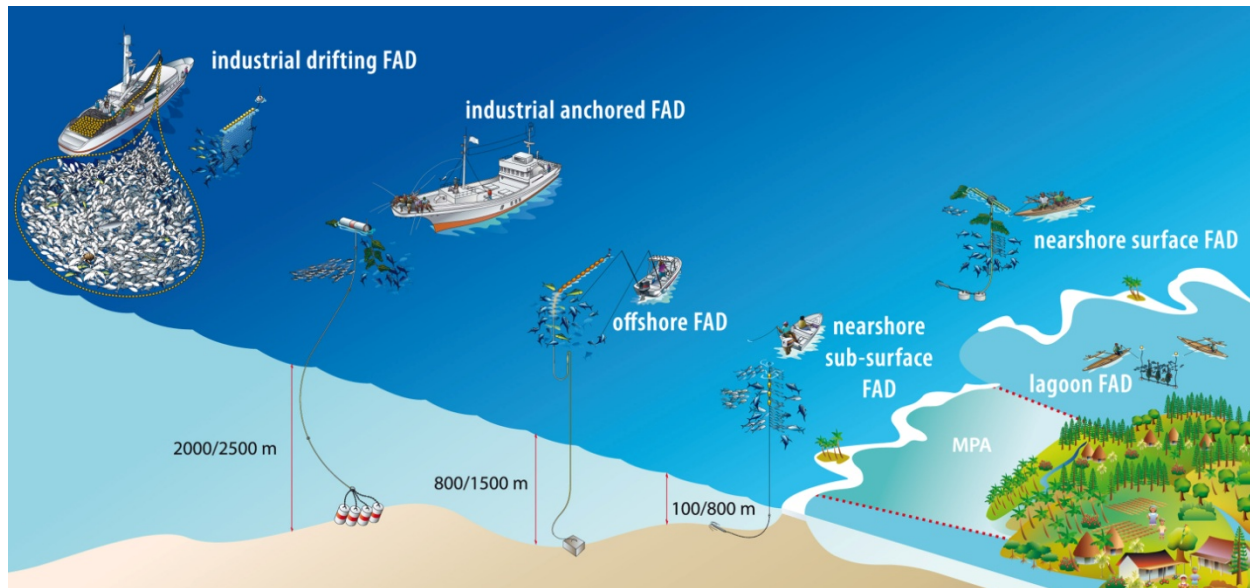 industrial drifting FAD
industrial anchored FAD
nearshore surface FAD
offshore FAD
nearshore
sub-surface
FAD
lagoon FAD
MPA
2000/2500 m
800/1500 m
100/800 m